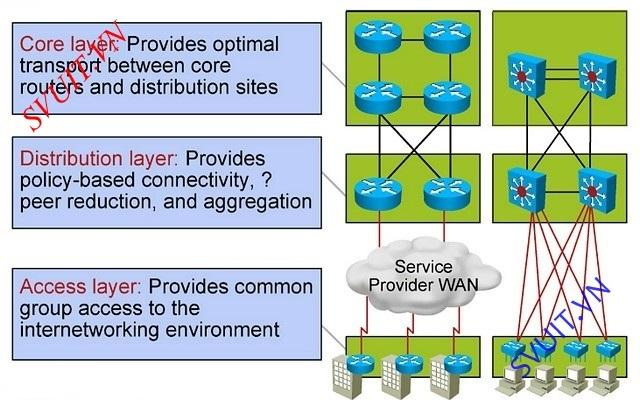 Core layer: Provides optimal
transport between core
routers and distribution sites
Distribution layer: Provides
policy-based connectivity, ?
peer reduction, and aggregation
Access layer: Provides common
group access to the
internetworking environment
Service
Provider WAN
SVUIT.VN
SVUIT.VN